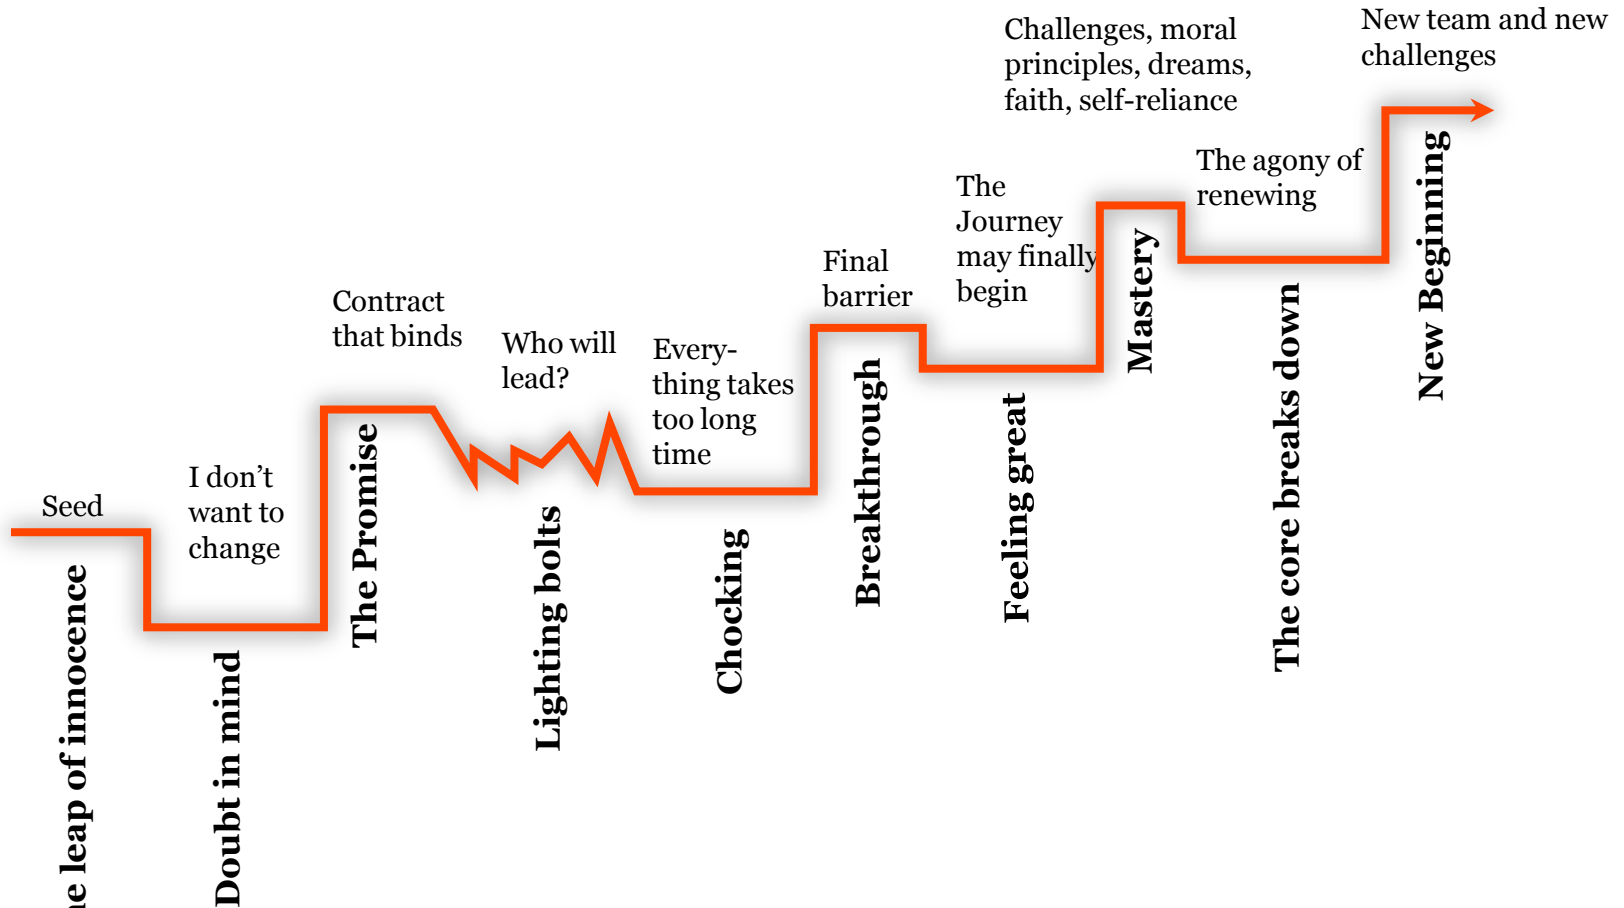 Seed
he leap of innocence
I don’t
want to
change
Doubt in mind
Contract
that binds
The Promise
Who will
lead?
Lighting bolts
Every-
thing takes
too long
time
Chocking
Final
barrier
Breakthrough
The
Journey
may finally
begin
Feeling great
Challenges, moral
principles, dreams,
faith, self-reliance
Mastery
The agony of
renewing
The core breaks down
New team and new
challenges
New Beginning